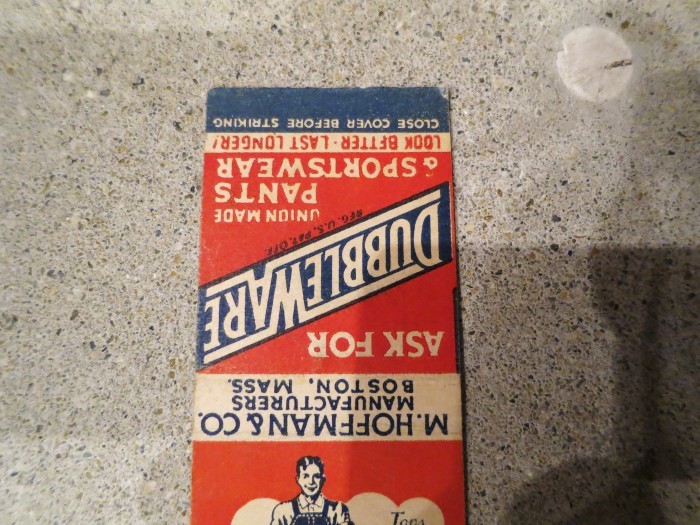 M. HOFFMAN & CO.
MANUFACTURERS
BOSTON, MASS.
ASK FOR
DUBBLEWARE
REG. U.S. PAT. OFF.
UNION MADE
PANTS
& SPORTSWEAR
LOOK BETTER - LAST LONGER!
CLOSE COVER BEFORE STRIKING
Tops